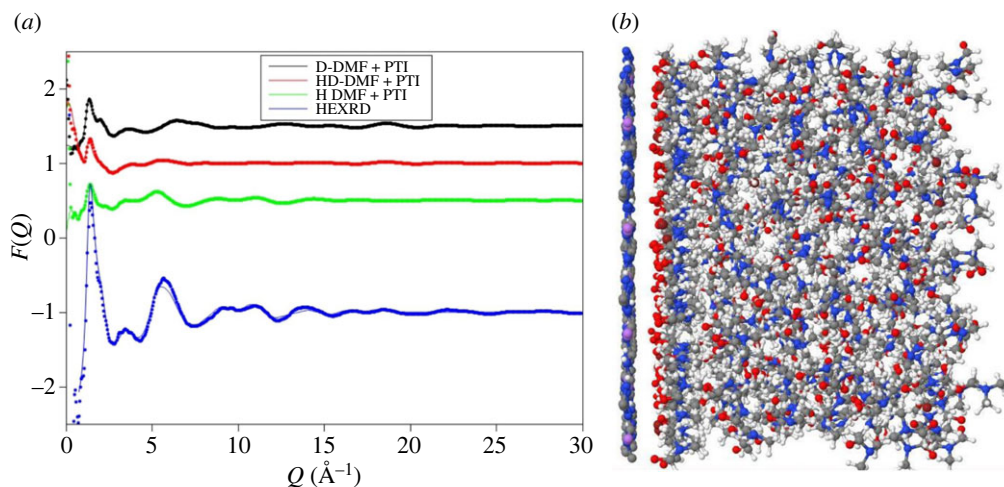 (a)
(b)
D-DMF + PTI
HD-DMF + PTI
H DMF + PTI
HEXRD
2
1
0
−1
−2
F(Q)
0 5 10 15 20 25 30
Q (Å−1)